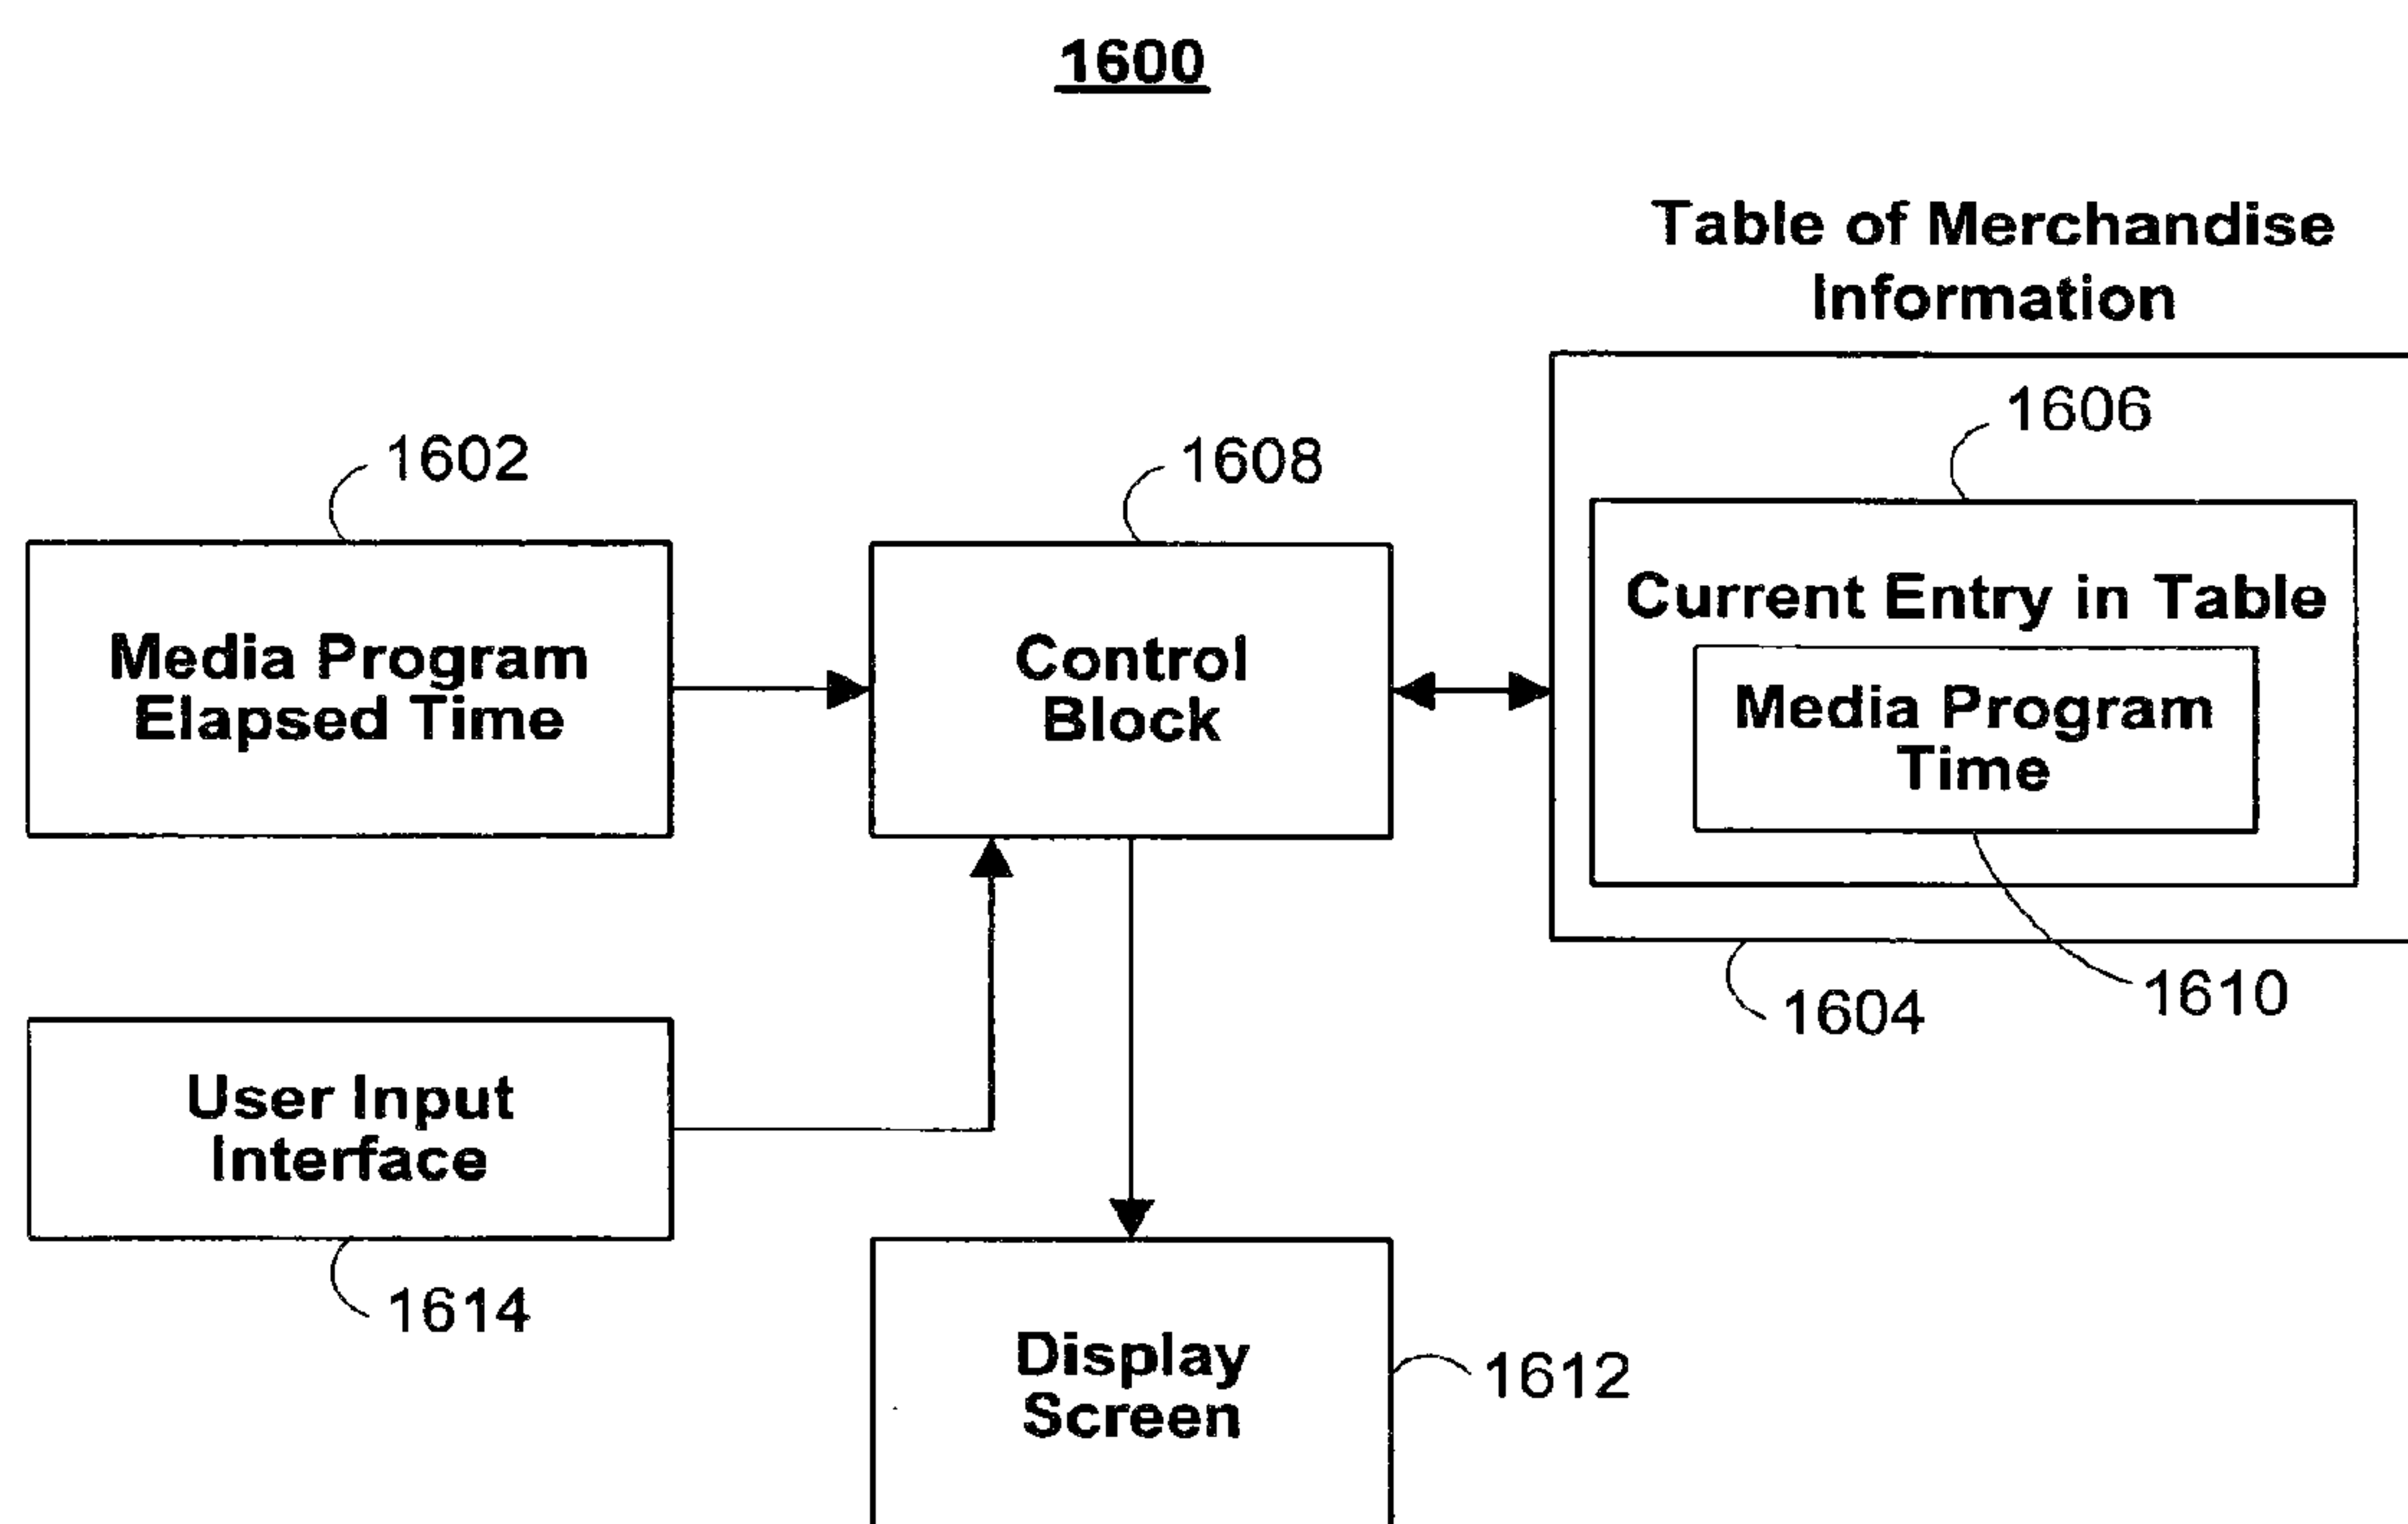 1600
Table of Merchandise
Information
1602
1608
1606
Media Program
Elapsed Time
Control
Block
Current Entry in Table
Media Program
Time
1604
1610
User Input
Interface
1614
Display
Screen
1612